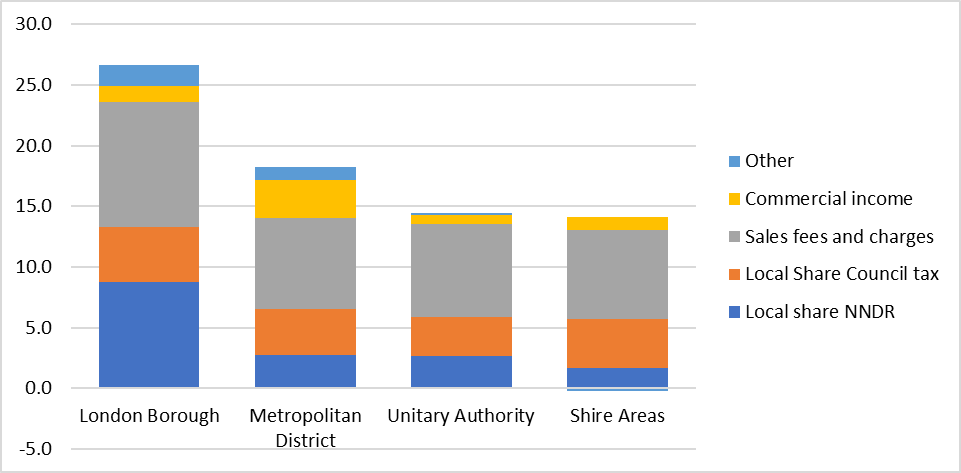 30.0
25.0
20.0
15.0
10.0
5.0
0.0
-5.0
London Borough
Metropolitan
District
Unitary Authority
Shire Areas
Other
Commercial income
Sales fees and charges
Local Share Council tax
Local share NNDR